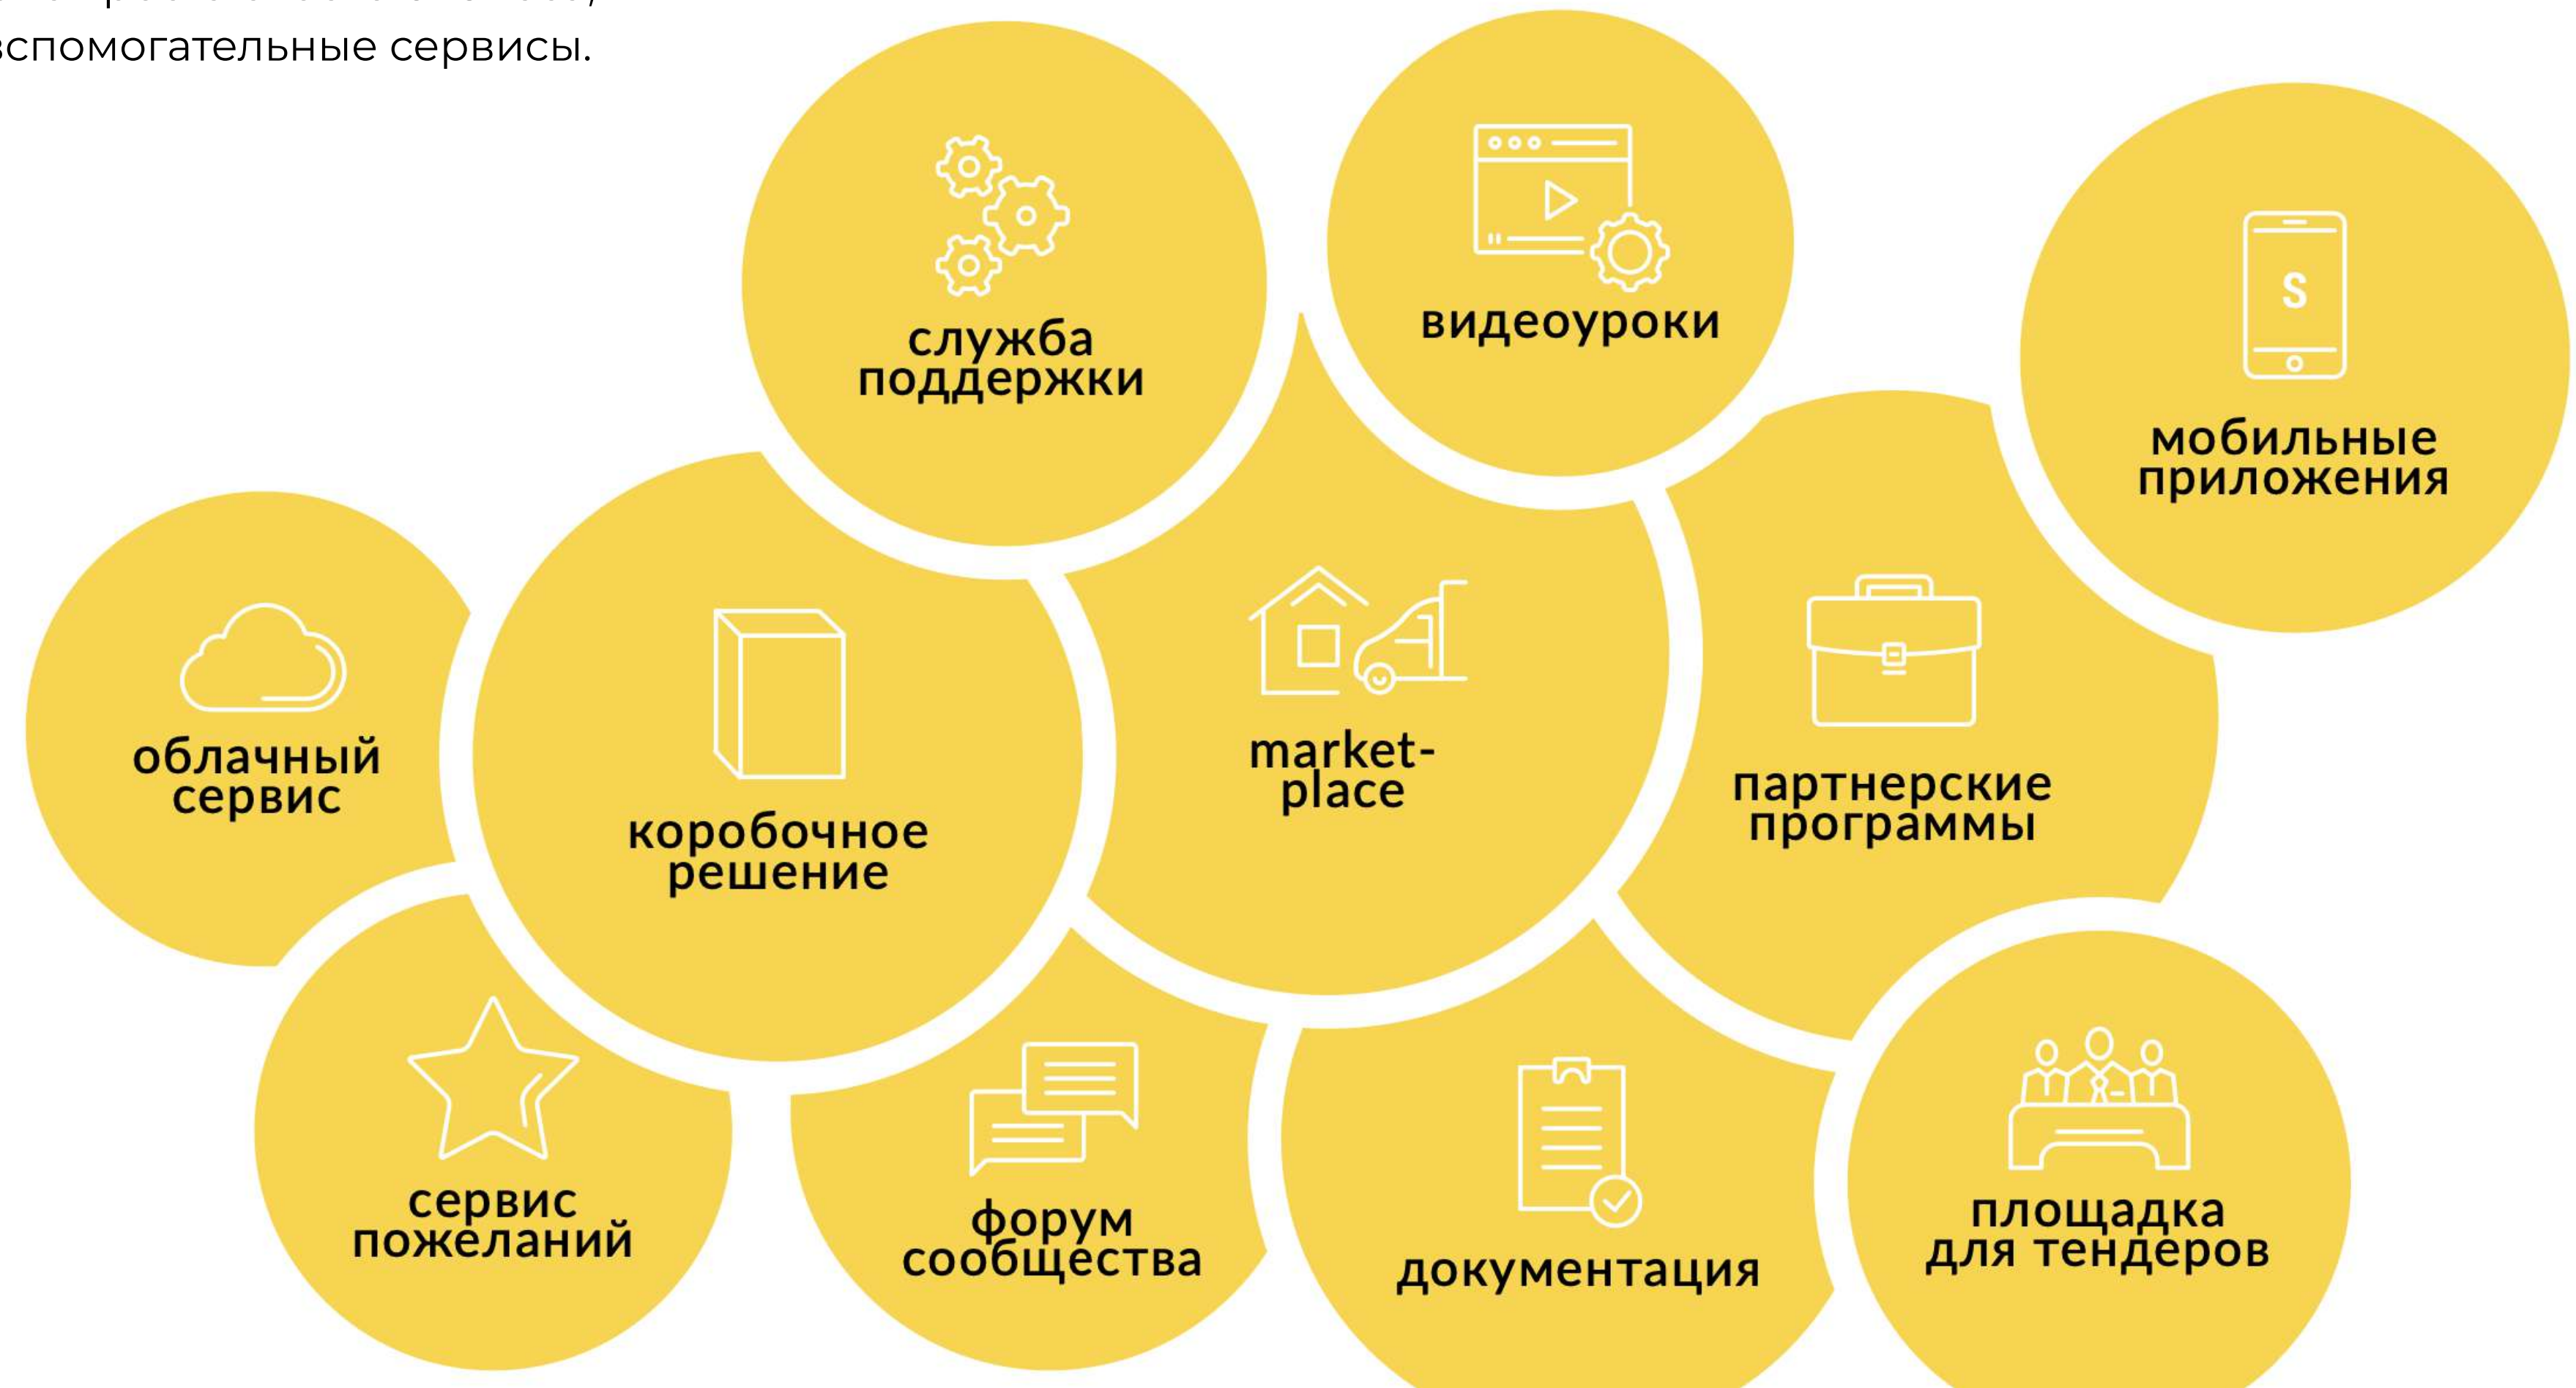 вспомогательные сервисы.
служба
поддержки
видеоуроки
S
мобильные
приложения
облачный
сервис
коробочное
решение
market-
place
партнерские
программы
сервис
пожеланий
форум
сообщества
документация
площадка
для тендеров